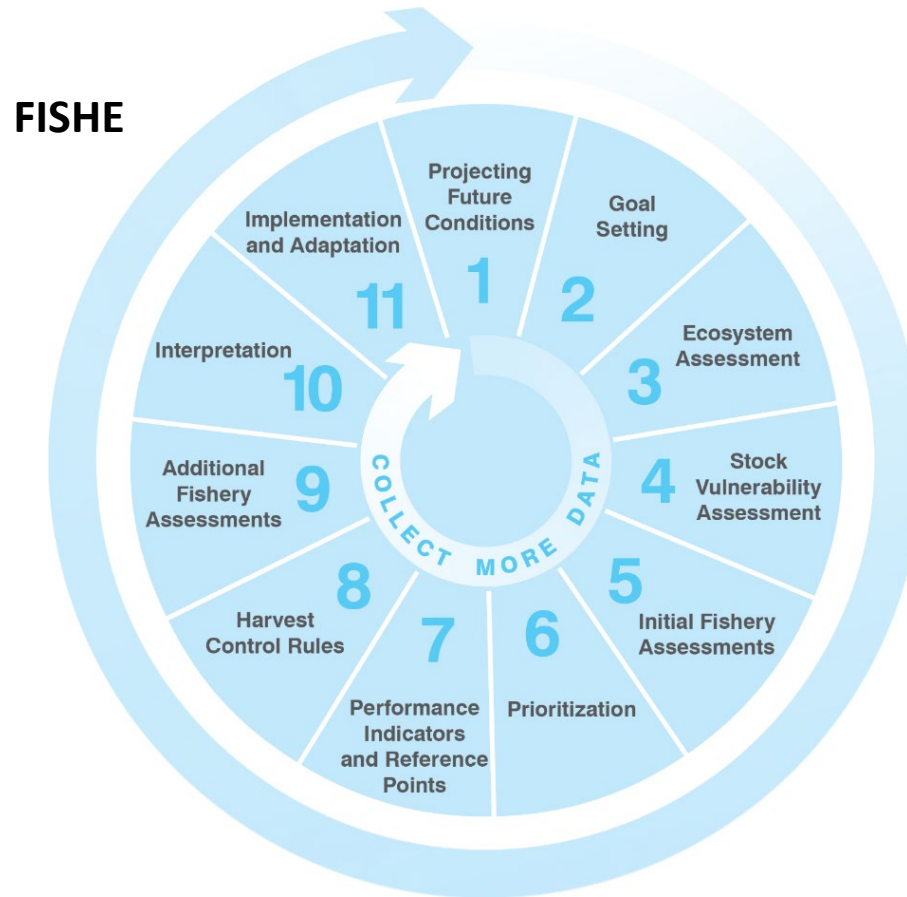 FISHE
Projecting
Future
Conditions
1
Goal
Setting
2
Ecosystem
Assessment
3
Stock
Vulnerability
Assessment
4
Initial Fishery
Assessments
5
Prioritization
6
Performance
Indicators
and Reference
Points
7
Harvest
Control Rules
8
Additional
Fishery
Assessments
9
Interpretation
10
Implementation
and Adaptation
11
COLLECT MORE DATA